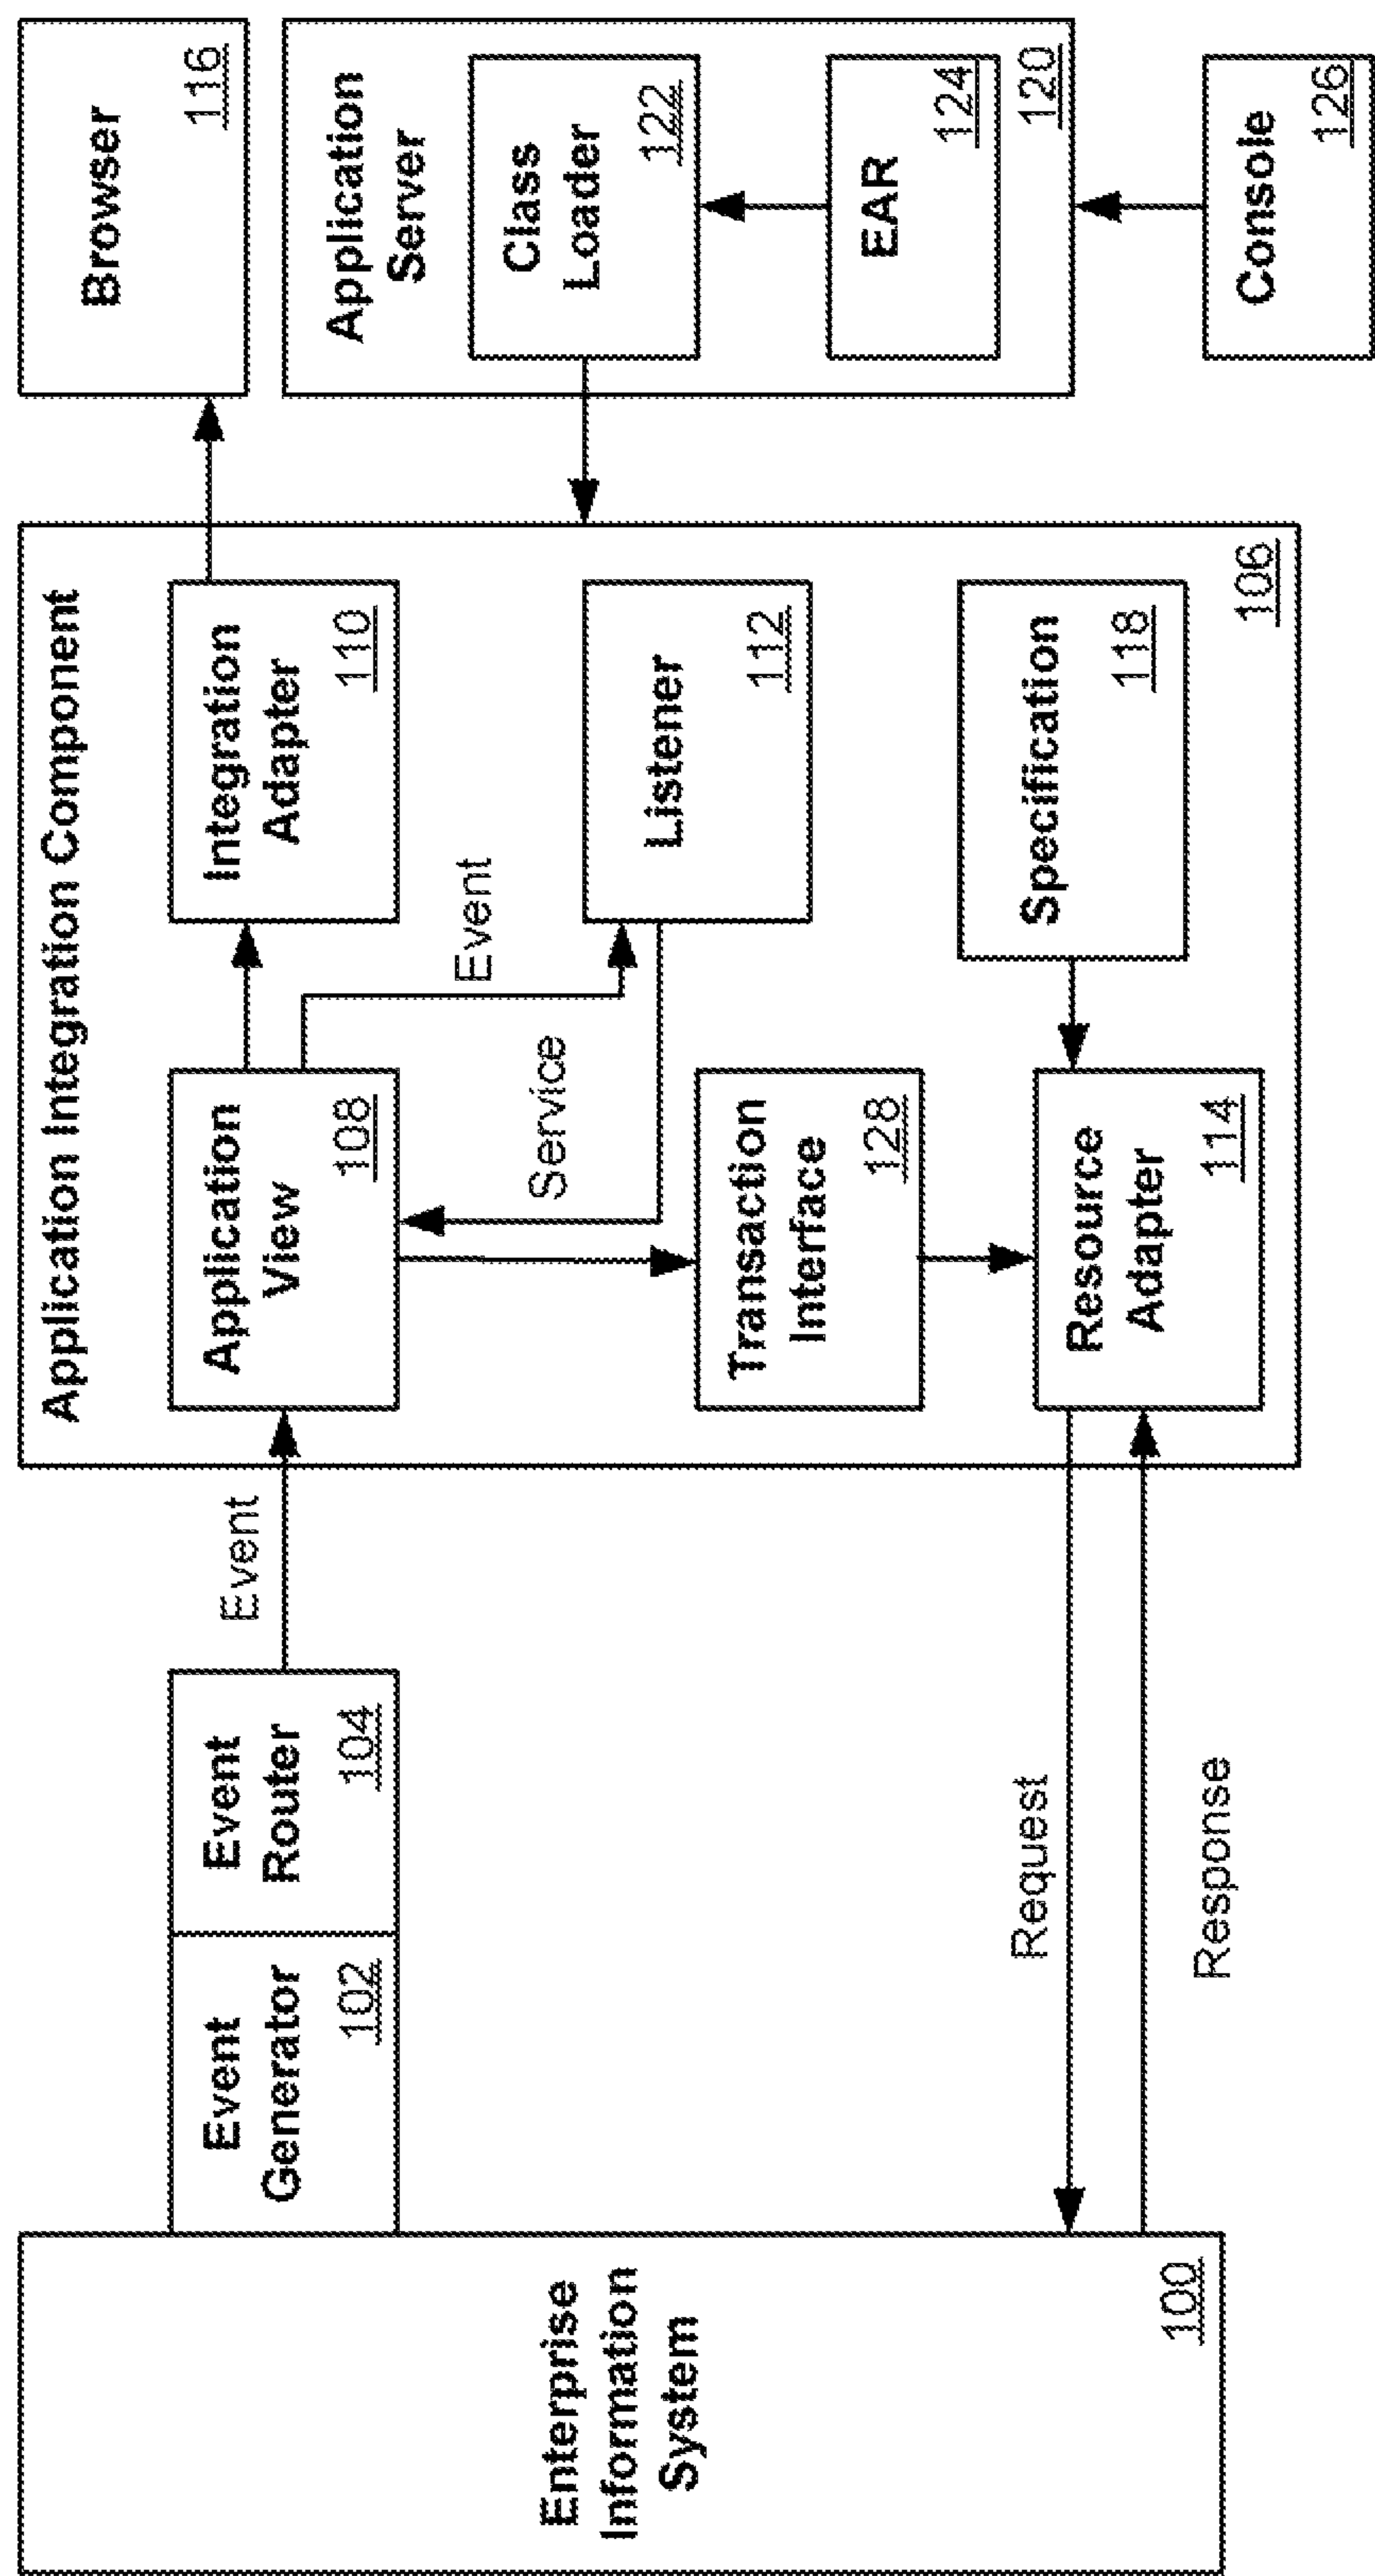 Enterprise
Information
System
100
Event
Generator
102
Event
Router
104
Event
Request
Response
Application Integration Component
Application
View
108
Integration
Adapter
110
Event
Service
Listener
112
Transaction
Interface
128
Resource
Adapter
114
Specification
118
106
Browser
116
Application
Server
Class
Loader
122
EAR
124
120
Console
126